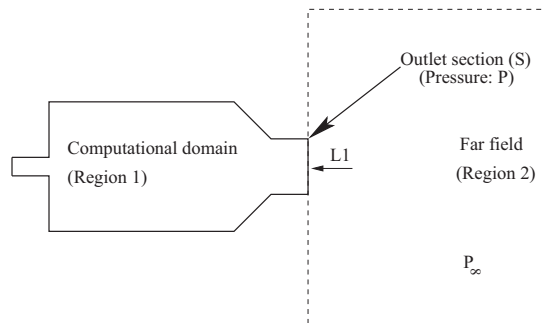 Outlet section (S)
(Pressure: P)
Computational domain
(Region 1)
L1
Far field
(Region 2)
P∞